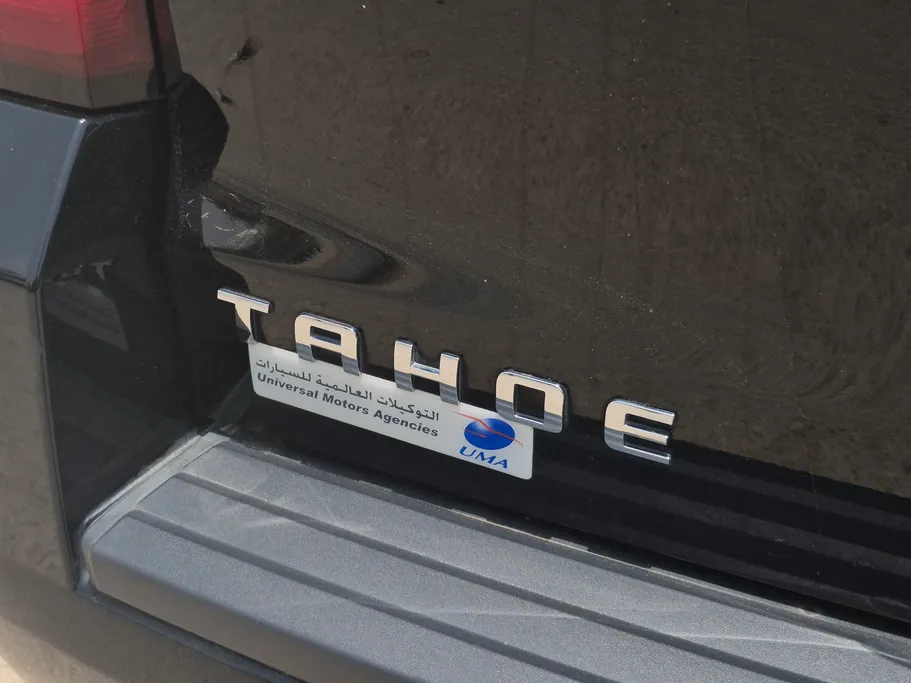 TAHOE
التوكيلات العالمية للسيارات
Universal Motors Agencies
UMA